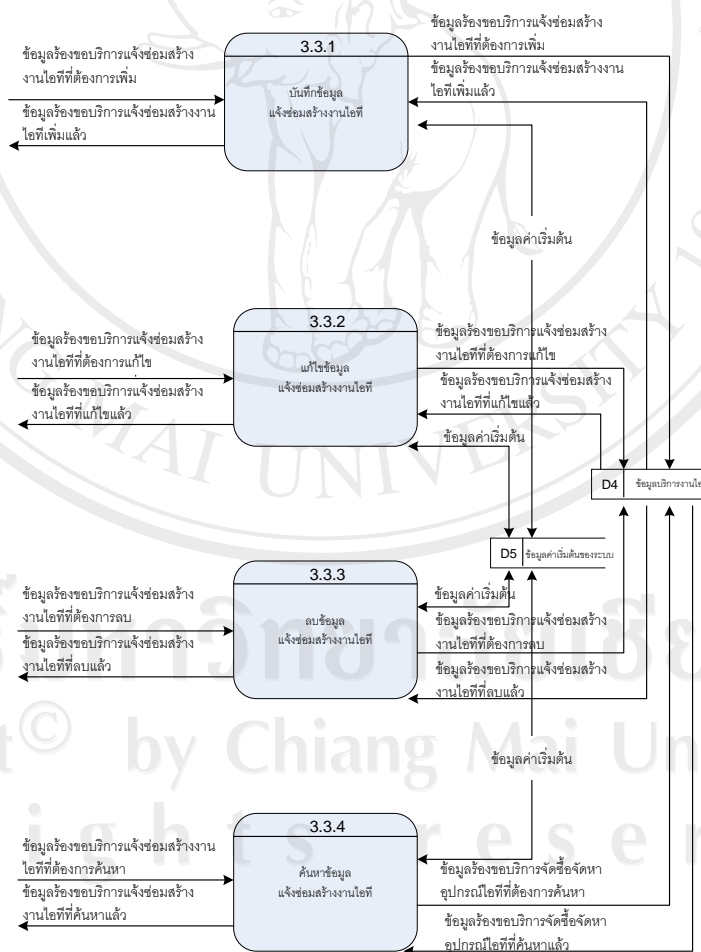 ข้อมูลร้องขอบริการแจ้งซ่อมสร้าง
งานไอทีที่ต้องการเพิ่ม
ข้อมูลร้องขอบริการแจ้งซ่อมสร้างงาน
ไอทีเพิ่มแล้ว
3.3.1
บันทึกข้อมูล
แจ้งซ่อมสร้างงานไอที
ข้อมูลร้องขอบริการแจ้งซ่อมสร้าง
งานไอทีที่ต้องการเพิ่ม
ข้อมูลร้องขอบริการแจ้งซ่อมสร้างงาน
ไอทีเพิ่มแล้ว
ข้อมูลค่าเริ่มต้น
ข้อมูลร้องขอบริการแจ้งซ่อมสร้าง
งานไอทีที่ต้องการแก้ไข
ข้อมูลร้องขอบริการแจ้งซ่อมสร้าง
งานไอทีที่แก้ไขแล้ว
3.3.2
แก้ไขข้อมูล
แจ้งซ่อมสร้างงานไอที
ข้อมูลร้องขอบริการแจ้งซ่อมสร้าง
งานไอทีที่ต้องการแก้ไข
ข้อมูลร้องขอบริการแจ้งซ่อมสร้าง
งานไอทีที่แก้ไขแล้ว
ข้อมูลค่าเริ่มต้น
D4 ข้อมูลบริการงานไอ
D5 ข้อมูลค่าเริ่มต้นของระบบ
ข้อมูลร้องขอบริการแจ้งซ่อมสร้าง
งานไอทีที่ต้องการลบ
ข้อมูลร้องขอบริการแจ้งซ่อมสร้าง
งานไอทีที่ลบแล้ว
3.3.3
ลบข้อมูล
แจ้งซ่อมสร้างงานไอที
ข้อมูลค่าเริ่มต้น
ข้อมูลร้องขอบริการแจ้งซ่อมสร้าง
งานไอทีที่ต้องการลบ
ข้อมูลร้องขอบริการแจ้งซ่อมสร้าง
งานไอทีที่ลบแล้ว
ข้อมูลค่าเริ่มต้น
ข้อมูลร้องขอบริการแจ้งซ่อมสร้างงาน
ไอทีที่ต้องการค้นหา
ข้อมูลร้องขอบริการแจ้งซ่อมสร้าง
งานไอทีที่ค้นหาแล้ว
3.3.4
ค้นหาข้อมูล
แจ้งซ่อมสร้างงานไอที
ข้อมูลร้องขอบริการจัดซื้อจัดหา
อุปกรณ์ไอทีที่ต้องการค้นหา
ข้อมูลร้องขอบริการจัดซื้อจัดหา
อุปกรณ์ไอทีที่ค้นหาแล้ว
MAI UNIVERSITY
© by Chiang Mai Un
ights reser